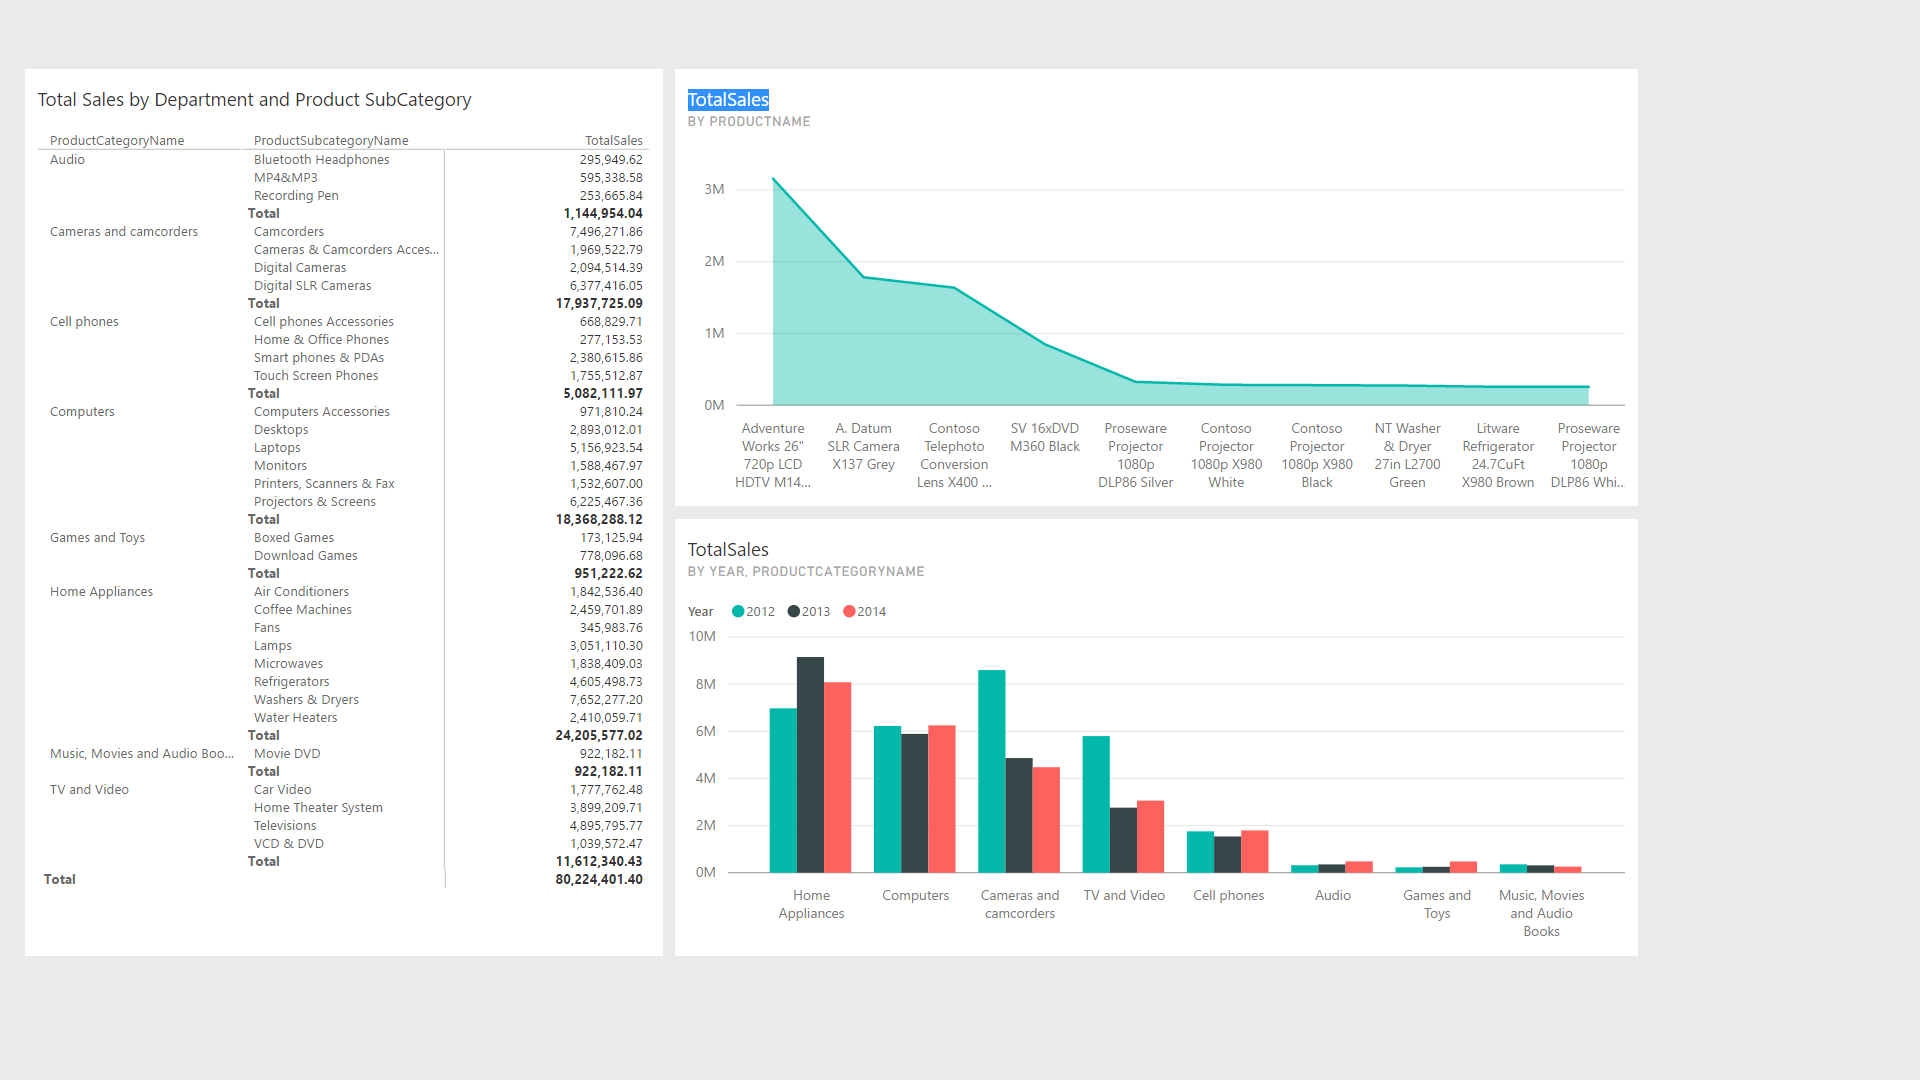 Total Sales by Department and Product SubCategory
ProductCategoryName ProductSubcategoryName TotalSales
Audio Bluetooth Headphones 295,949.62
MP4&MP3 595,338.58
Recording Pen 253,665.84
Total 1,144,954.04
Cameras and camcorders Camcorders 7,496,271.86
Cameras & Camcorders Acces... 1,969,522.79
Digital Cameras 2,094,514.39
Digital SLR Cameras 6,377,416.05
Total 17,937,725.09
Cell phones Cell phones Accessories 668,829.71
Home & Office Phones 277,153.53
Smart phones & PDAs 2,380,615.86
Touch Screen Phones 1,755,512.87
Total 5,082,111.97
Computers Computers Accessories 971,810.24
Desktops 2,893,012.01
Laptops 5,156,923.54
Monitors 1,588,467.97
Printers, Scanners & Fax 1,532,607.00
Projectors & Screens 6,225,467.36
Total 18,368,288.12
Games and Toys Boxed Games 173,125.94
Download Games 778,096.68
Total 951,222.62
Home Appliances Air Conditioners 1,842,536.40
Coffee Machines 2,459,701.89
Fans 345,983.76
Lamps 3,051,110.30
Microwaves 1,838,409.03
Refrigerators 4,605,498.73
Washers & Dryers 7,652,277.20
Water Heaters 2,410,059.71
Total 24,205,577.02
Music, Movies and Audio Boo... Movie DVD 922,182.11
Total 922,182.11
TV and Video Car Video 1,777,762.48
Home Theater System 3,899,209.71
Televisions 4,895,795.77
VCD & DVD 1,039,572.47
Total 11,612,340.43
Total 80,224,401.40
TotalSales
BY PRODUCTNAME
3M
2M
1M
0M
Adventure
Works 26"
720p LCD
HDTV M14...
A. Datum
SLR Camera
X137 Grey
Contoso
Telephoto
Conversion
Lens X400 ...
SV 16xDVD
M360 Black
Proseware
Projector
1080p
DLP86 Silver
Contoso
Projector
1080p X980
White
Contoso
Projector
1080p X980
Black
NT Washer
& Dryer
27in L2700
Green
Litware
Refrigerator
24.7CuFt
X980 Brown
Proseware
Projector
1080p
DLP86 Whi...
TotalSales
BY YEAR, PRODUCTCATEGORYNAME
Year 2012 2013 2014
10M
8M
6M
4M
2M
0M
Home
Appliances
Computers
Cameras and
camcorders
TV and Video
Cell phones
Audio
Games and
Toys
Music, Movies
and Audio
Books